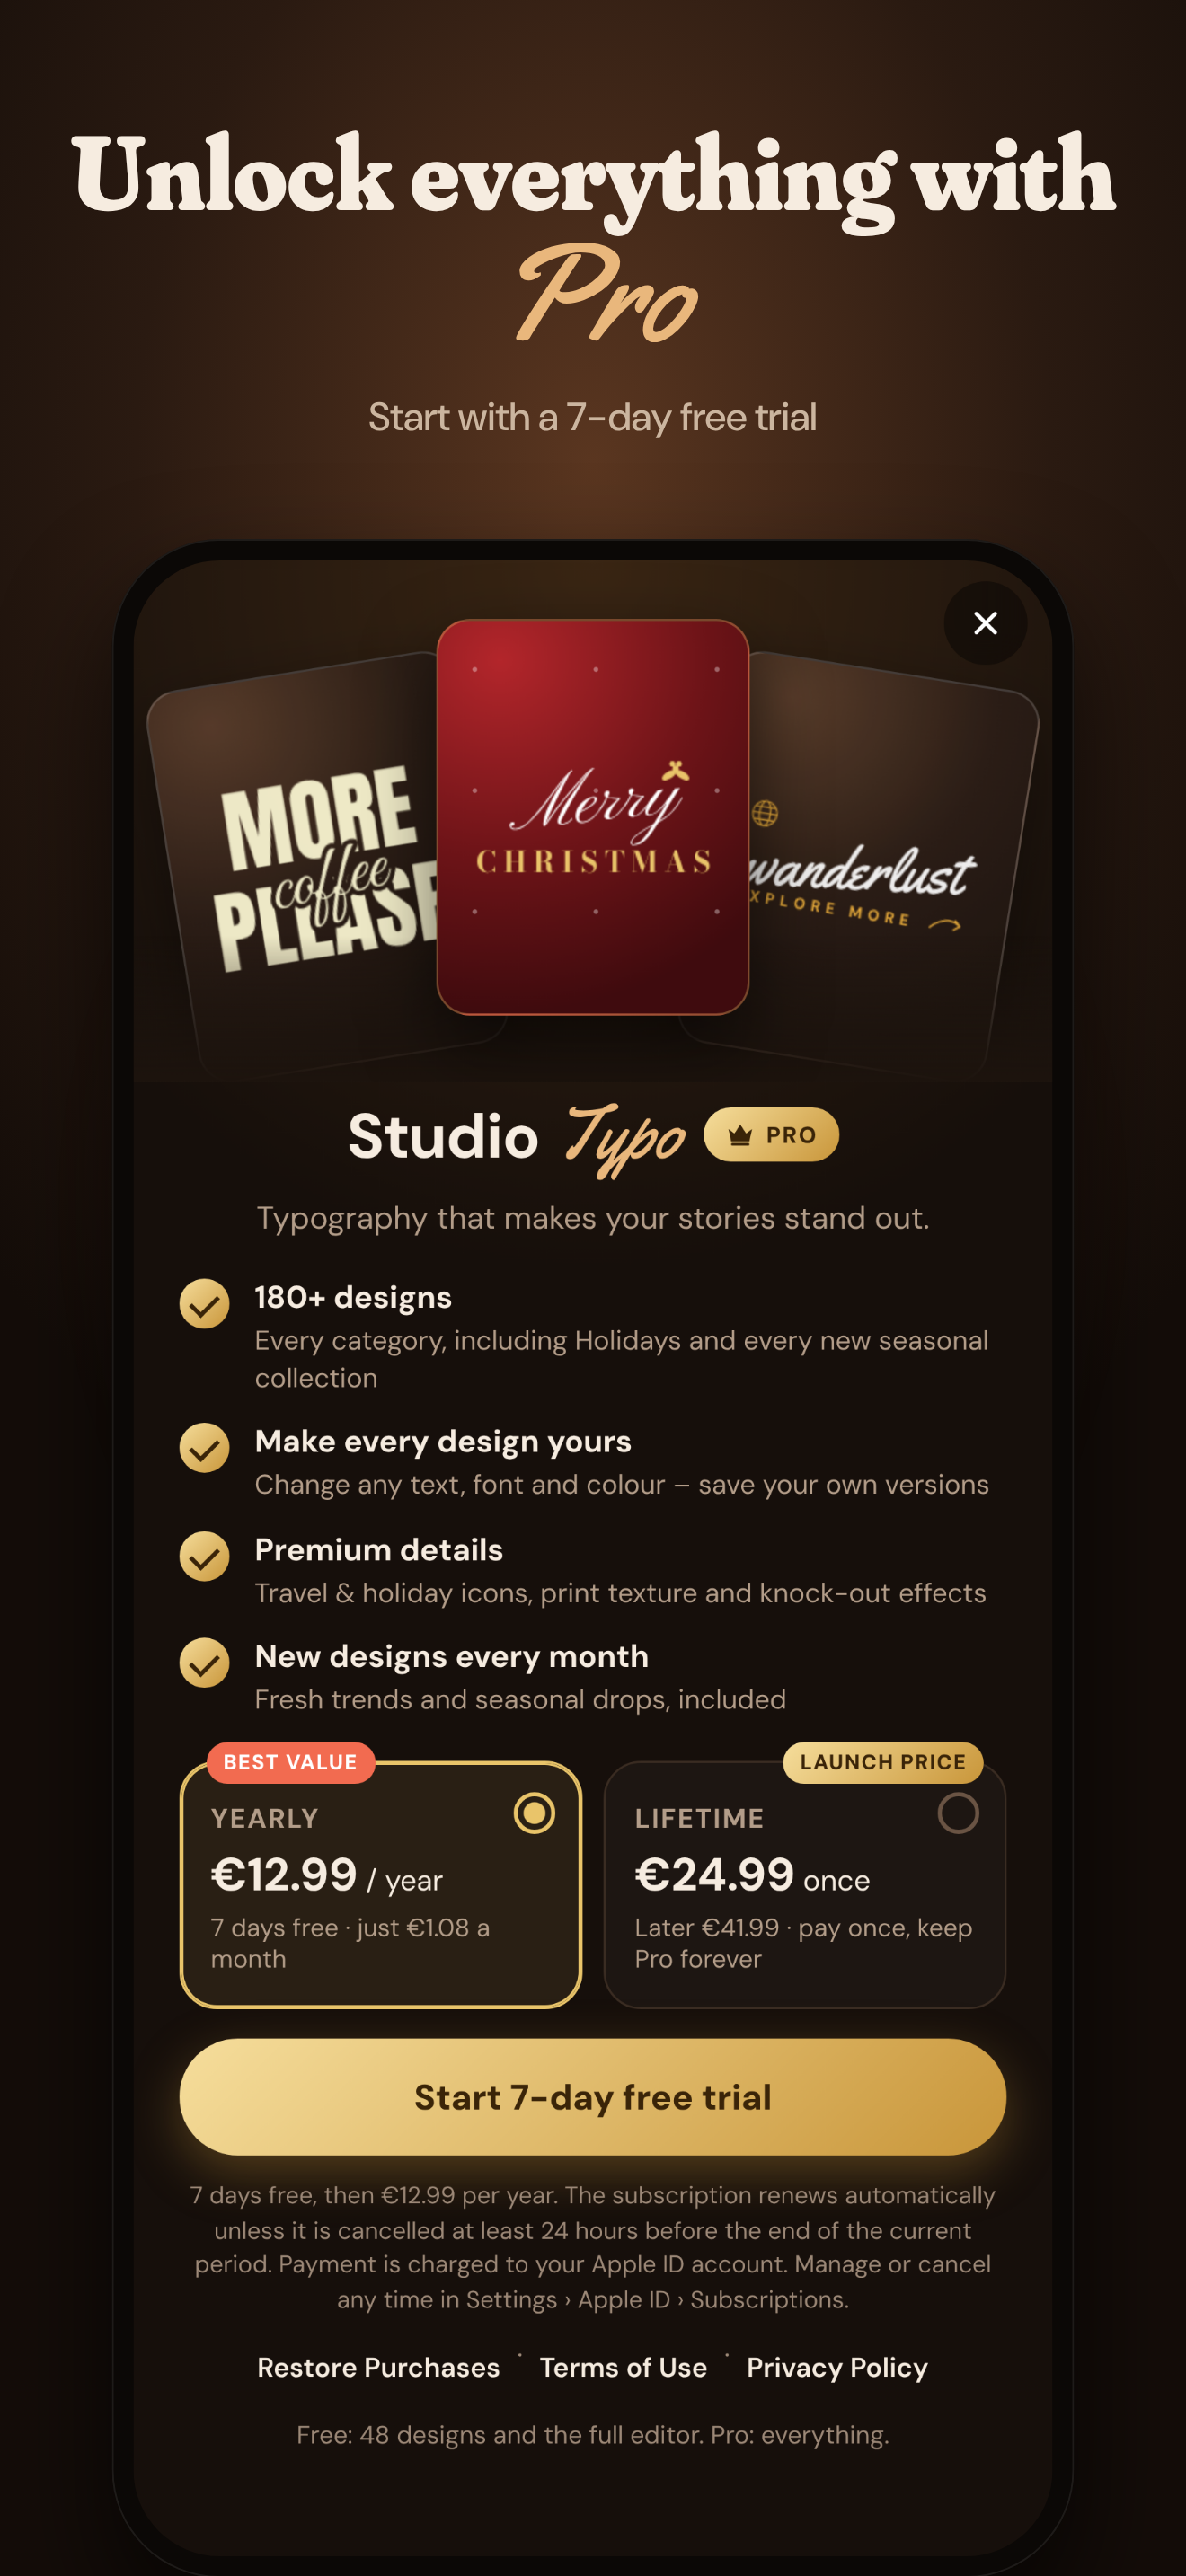 Unlock everything with
Pro
Start with a 7-day free trial
MORE
coffee
PLEASE
Merry
CHRISTMAS
wanderlust
XPLORE MORE
Studio Typo PRO
Typography that makes your stories stand out.
180+ designs
Every category, including Holidays and every new seasonal
collection
Make every design yours
Change any text, font and colour – save your own versions
Premium details
Travel & holiday icons, print texture and knock-out effects
New designs every month
Fresh trends and seasonal drops, included
BEST VALUE
YEARLY
€12.99 / year
7 days free · just €1.08 a
month
LAUNCH PRICE
LIFETIME
€24.99 once
Later €41.99 · pay once, keep
Pro forever
Start 7-day free trial
7 days free, then €12.99 per year. The subscription renews automatically
unless it is cancelled at least 24 hours before the end of the current
period. Payment is charged to your Apple ID account. Manage or cancel
any time in Settings › Apple ID › Subscriptions.
Restore Purchases · Terms of Use · Privacy Policy
Free: 48 designs and the full editor. Pro: everything.